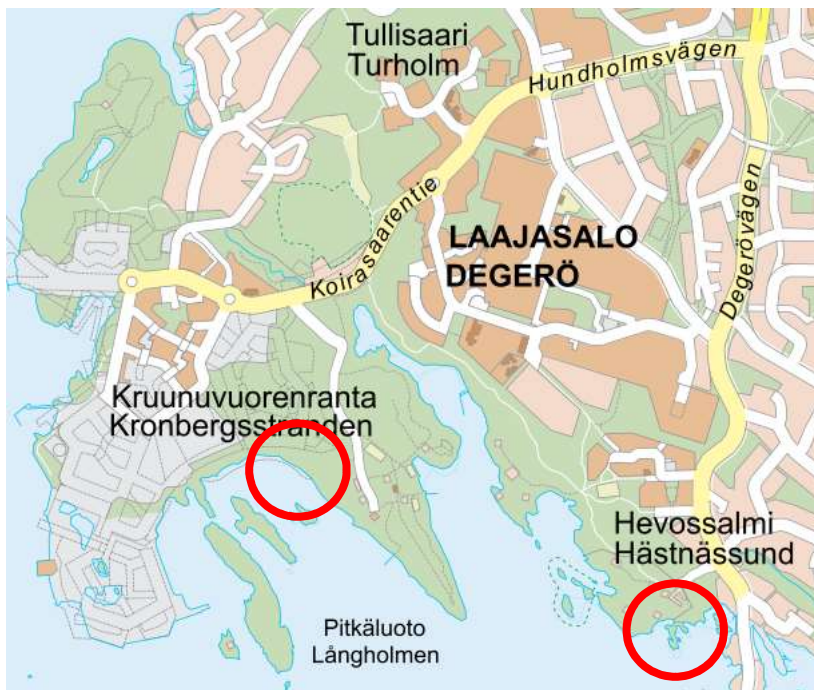 Tullisaari
Turholm
Hundholmsvägen
Koirasaarentie
LAAJASALO
DEGERÖ
Degerövägen
Kruunuvuorenranta
Kronbergsstranden
Hevossalmi
Hästnässund
Pitkäluoto
Långholmen